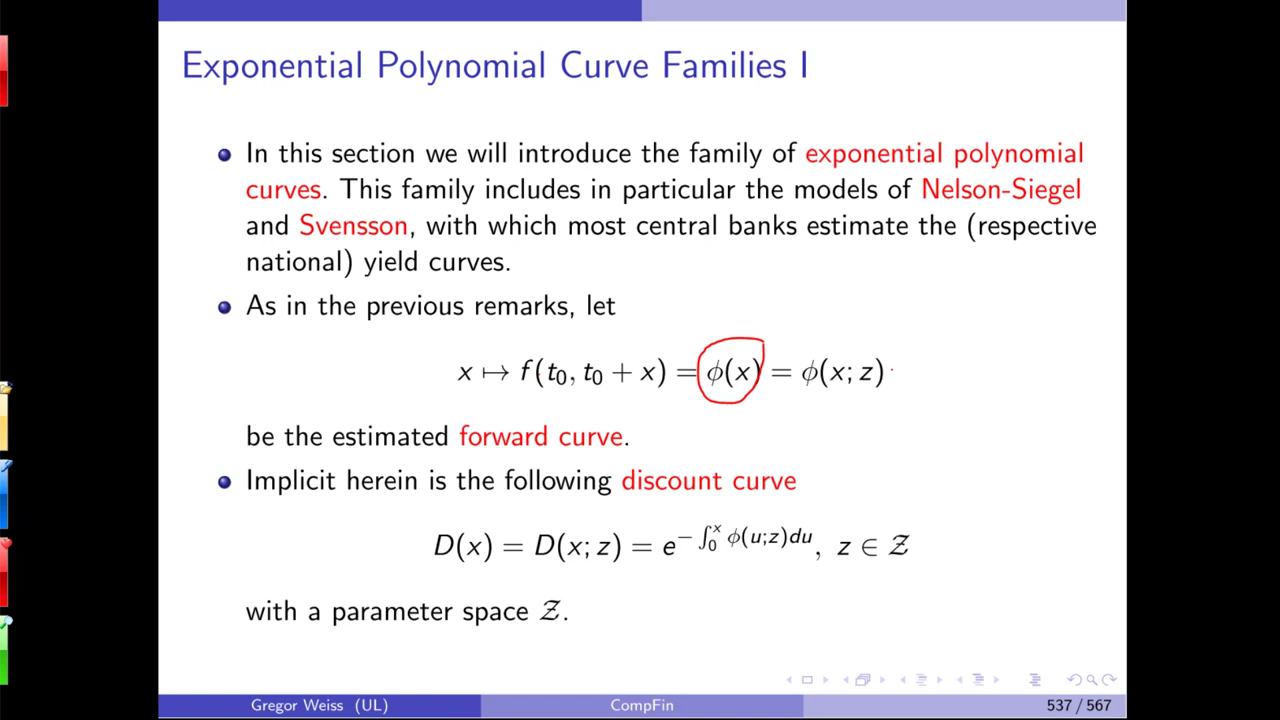 Exponential Polynomial Curve Families I
In this section we will introduce the family of exponential polynomial
curves. This family includes in particular the models of Nelson-Siegel
and Svensson, with which most central banks estimate the (respective
national) yield curves.
As in the previous remarks, let
x ↦ f(t₀, t₀ + x) = ϕ(x) = ϕ(x; z)
be the estimated forward curve.
Implicit herein is the following discount curve
D(x) = D(x; z) = e^{− ∫₀ˣ ϕ(u;z)du}, z ∈ 𝒵
with a parameter space 𝒵.
Gregor Weiss (UL) CompFin 537 / 567